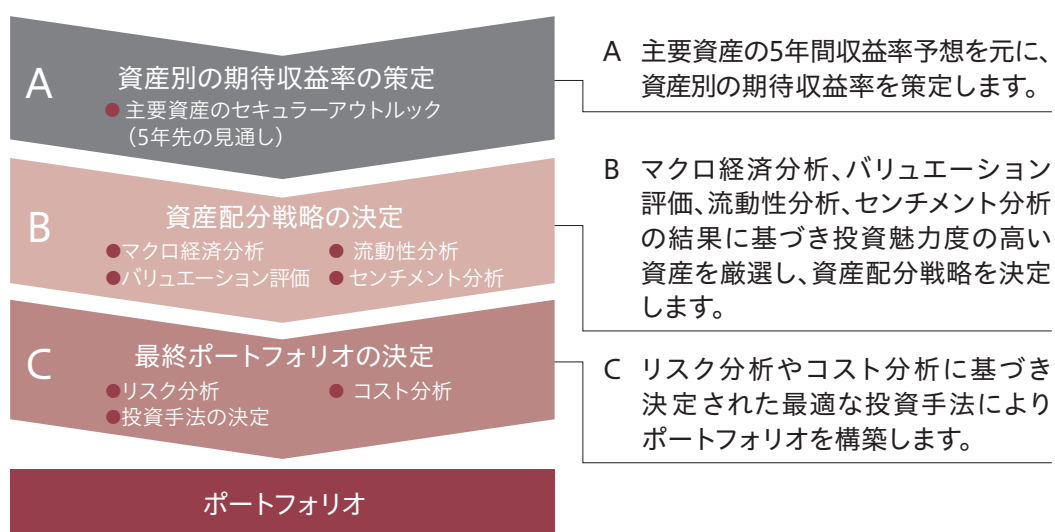 A
資産別の期待収益率の策定
●主要資産のセキュラーアウトルック
（5年先の見通し）
B
資産配分戦略の決定
●マクロ経済分析 ●流動性分析
●バリュエーション評価 ●センチメント分析
C
最終ポートフォリオの決定
●リスク分析 ●コスト分析
●投資手法の決定
ポートフォリオ
A 主要資産の5年間収益率予想を元に、
資産別の期待収益率を策定します。
B マクロ経済分析、バリュエーション
評価、流動性分析、センチメント分析
の結果に基づき投資魅力度の高い
資産を厳選し、資産配分戦略を決定
します。
C リスク分析やコスト分析に基づき
決定された最適な投資手法により
ポートフォリオを構築します。